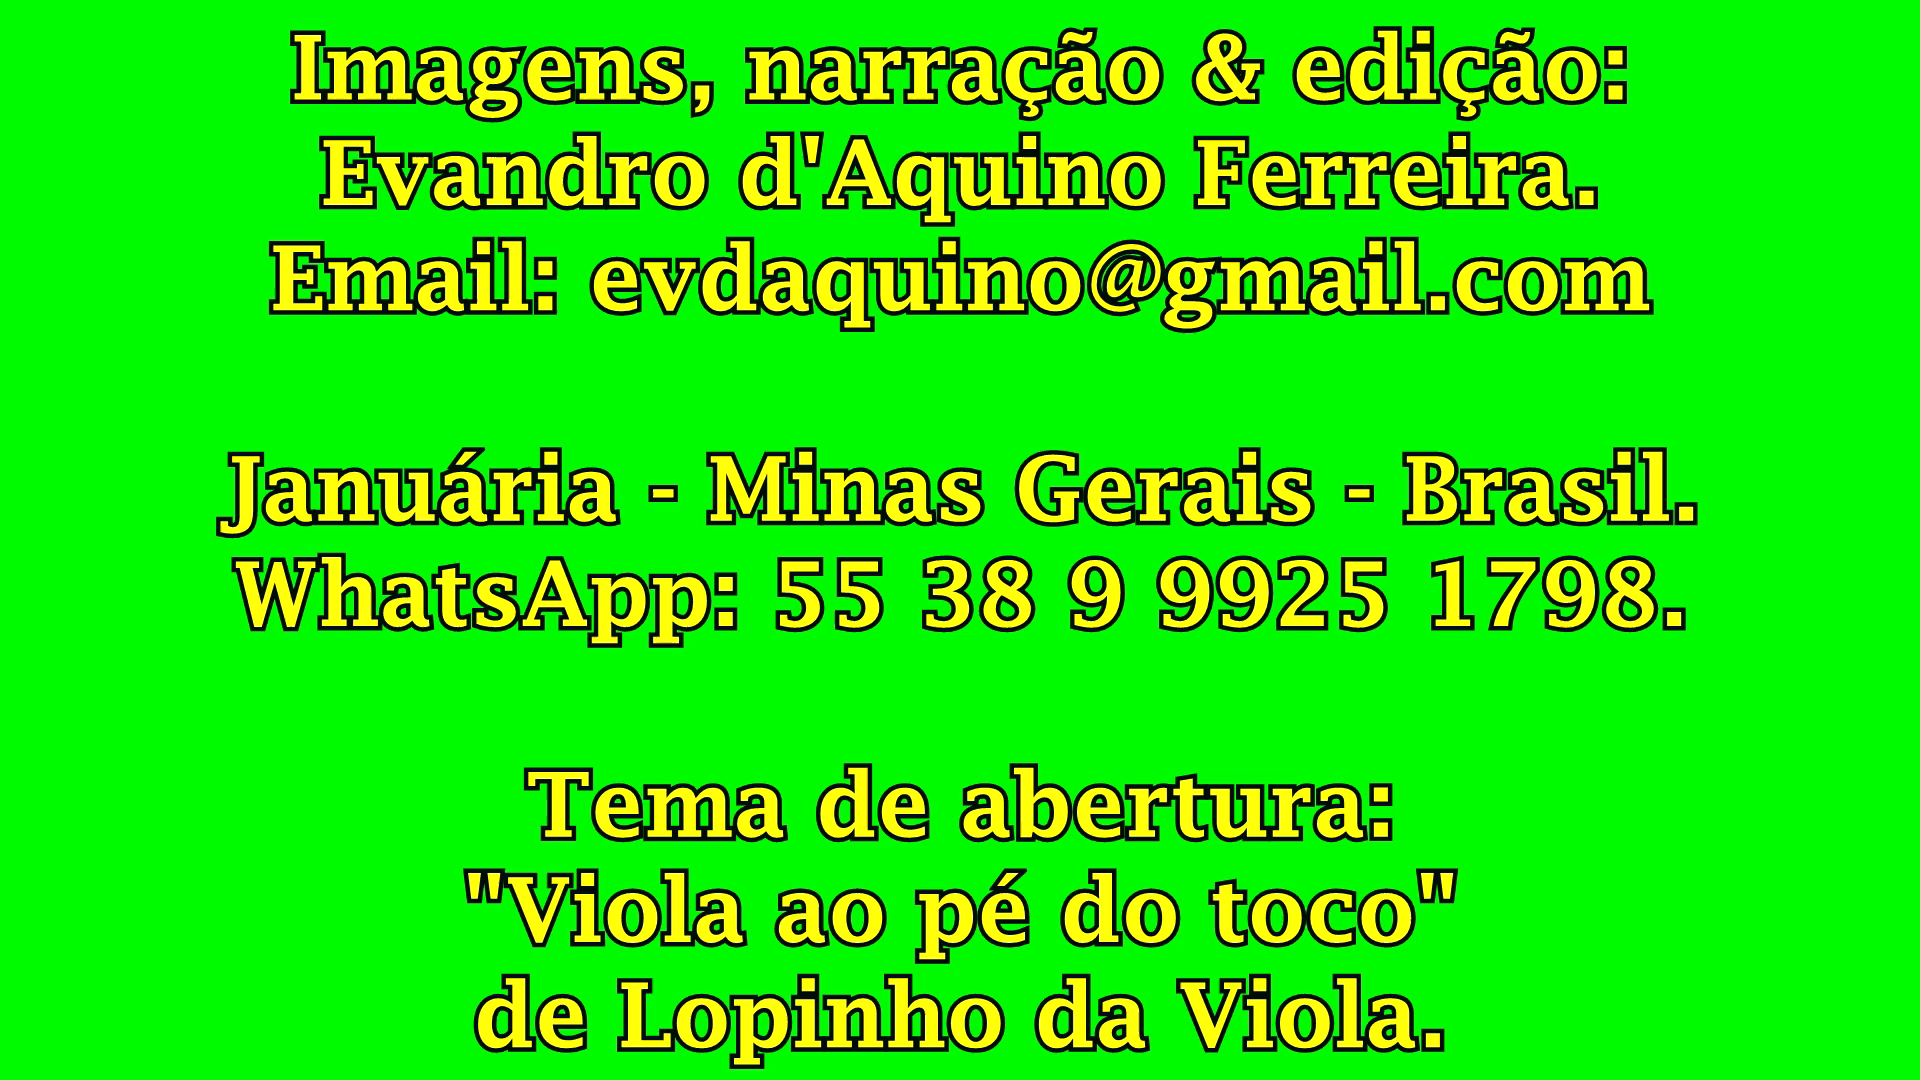 Imagens, narração & edição:
Evandro d'Aquino Ferreira.
Email: evdaquino@gmail.com
Januária - Minas Gerais - Brasil.
WhatsApp: 55 38 9 9925 1798.
Tema de abertura:
"Viola ao pé do toco"
de Lopinho da Viola.